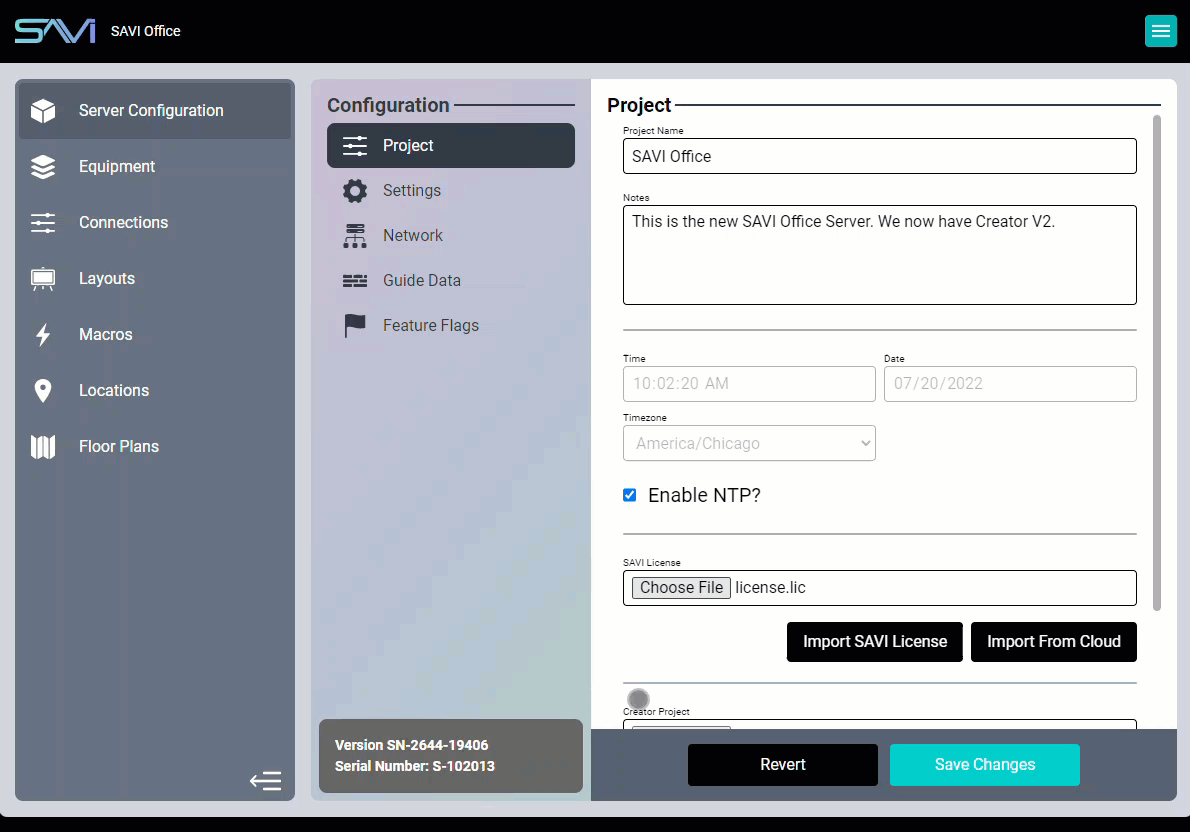 SAVI SAVI Office
Server Configuration
Equipment
Connections
Layouts
Macros
Locations
Floor Plans
Configuration
Project
Settings
Network
Guide Data
Feature Flags
Version SN-2644-19406
Serial Number: S-102013
Project
Project Name
SAVI Office
Notes
This is the new SAVI Office Server. We now have Creator V2.
Time Date
10:02:20 AM 07/20/2022
Timezone
America/Chicago
Enable NTP?
SAVI License
Choose File license.lic
Import SAVI License Import From Cloud
Creator Project
Revert Save Changes